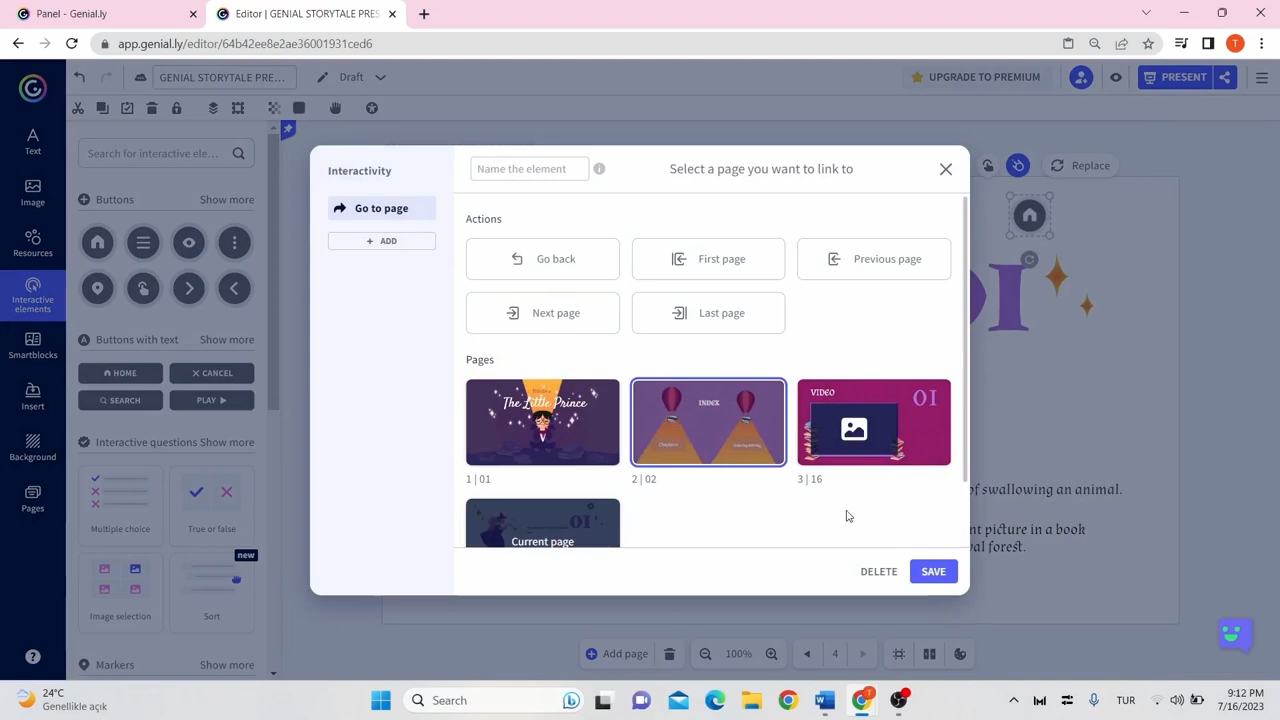 Panel - Genial.ly
Editor | GENIAL STORYTALE PRES
app.genial.ly/editor/64b42ee8e2ae36001931ced6
T
GENIAL STORYTALE PRE...
Draft
UPGRADE TO PREMIUM
PRESENT
Text
Image
Resources
Interactive
elements
Smartblocks
Insert
Background
Pages
Search for interactive ele...
Buttons
Show more
Buttons with text
Show more
HOME
CANCEL
SEARCH
PLAY
Interactive questions
Show more
Multiple choice
True or false
new
Image selection
Sort
Markers
Show more
Interactivity
Go to page
+ ADD
Name the element
Select a page you want to link to
Actions
Go back
First page
Previous page
Next page
Last page
Pages
The Little Prince
INDEX
VIDEO
01
1 | 01
2 | 02
3 | 16
01
Current page
DELETE
SAVE
Replace
01
of swallowing an animal.
nt picture in a book
val forest.
Add page
100%
4
24°C
Genellikle açık
Search
TUR
9:12 PM
7/16/2023